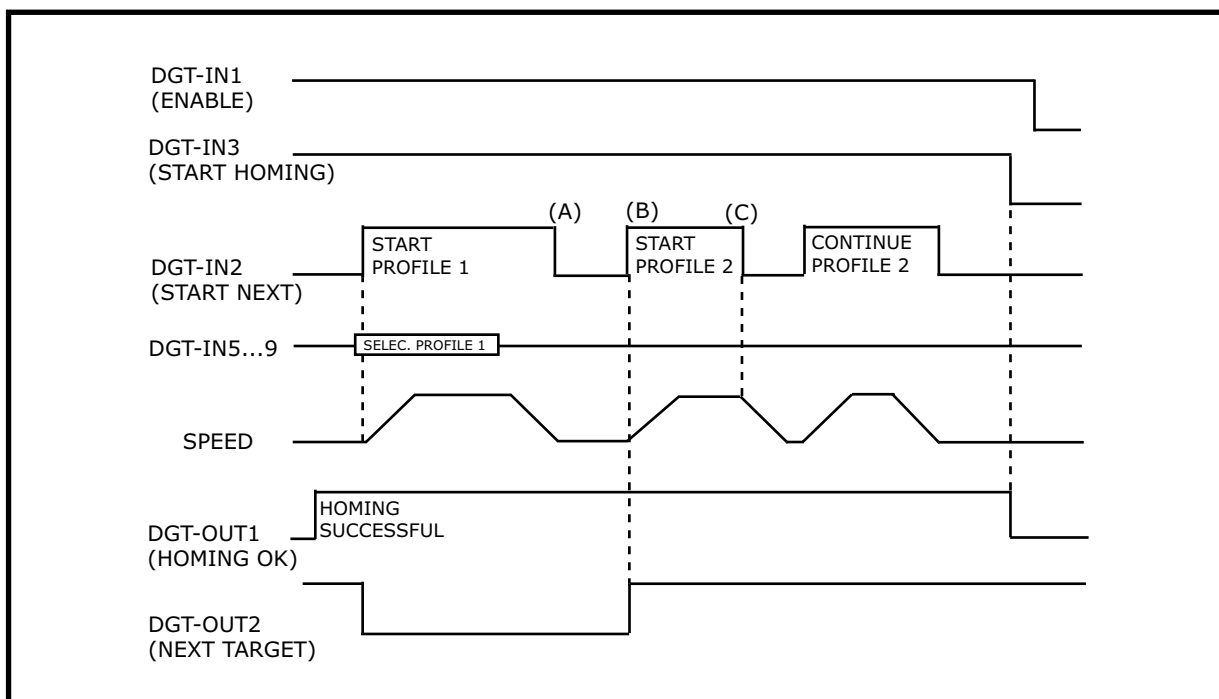 DGT-IN1
(ENABLE)
DGT-IN3
(START HOMING)
(A)
(B)
(C)
START
PROFILE 1
START
PROFILE 2
CONTINUE
PROFILE 2
DGT-IN2
(START NEXT)
DGT-IN5...9
SELEC. PROFILE 1
SPEED
HOMING
SUCCESSFUL
DGT-OUT1
(HOMING OK)
DGT-OUT2
(NEXT TARGET)